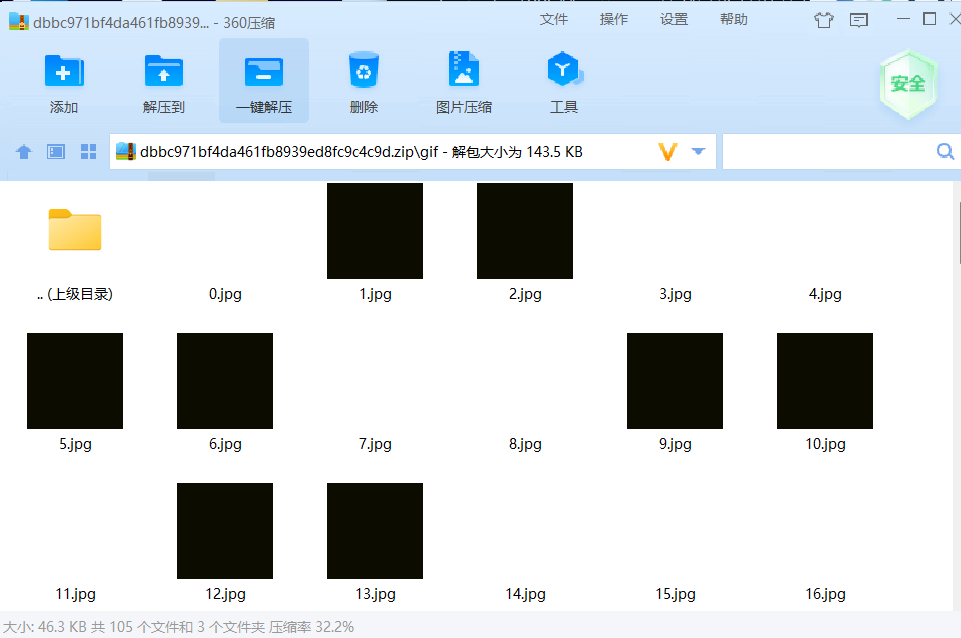 dbbc971bf4da461fb8939... - 360压缩 文件 操作 设置 帮助
添加 解压到 一键解压 删除 图片压缩 工具 安全
dbbc971bf4da461fb8939ed8fc9c4c9d.zip\gif - 解包大小为 143.5 KB
.. (上级目录) 0.jpg 1.jpg 2.jpg 3.jpg 4.jpg
5.jpg 6.jpg 7.jpg 8.jpg 9.jpg 10.jpg
11.jpg 12.jpg 13.jpg 14.jpg 15.jpg 16.jpg
大小: 46.3 KB 共 105 个文件和 3 个文件夹 压缩率 32.2%